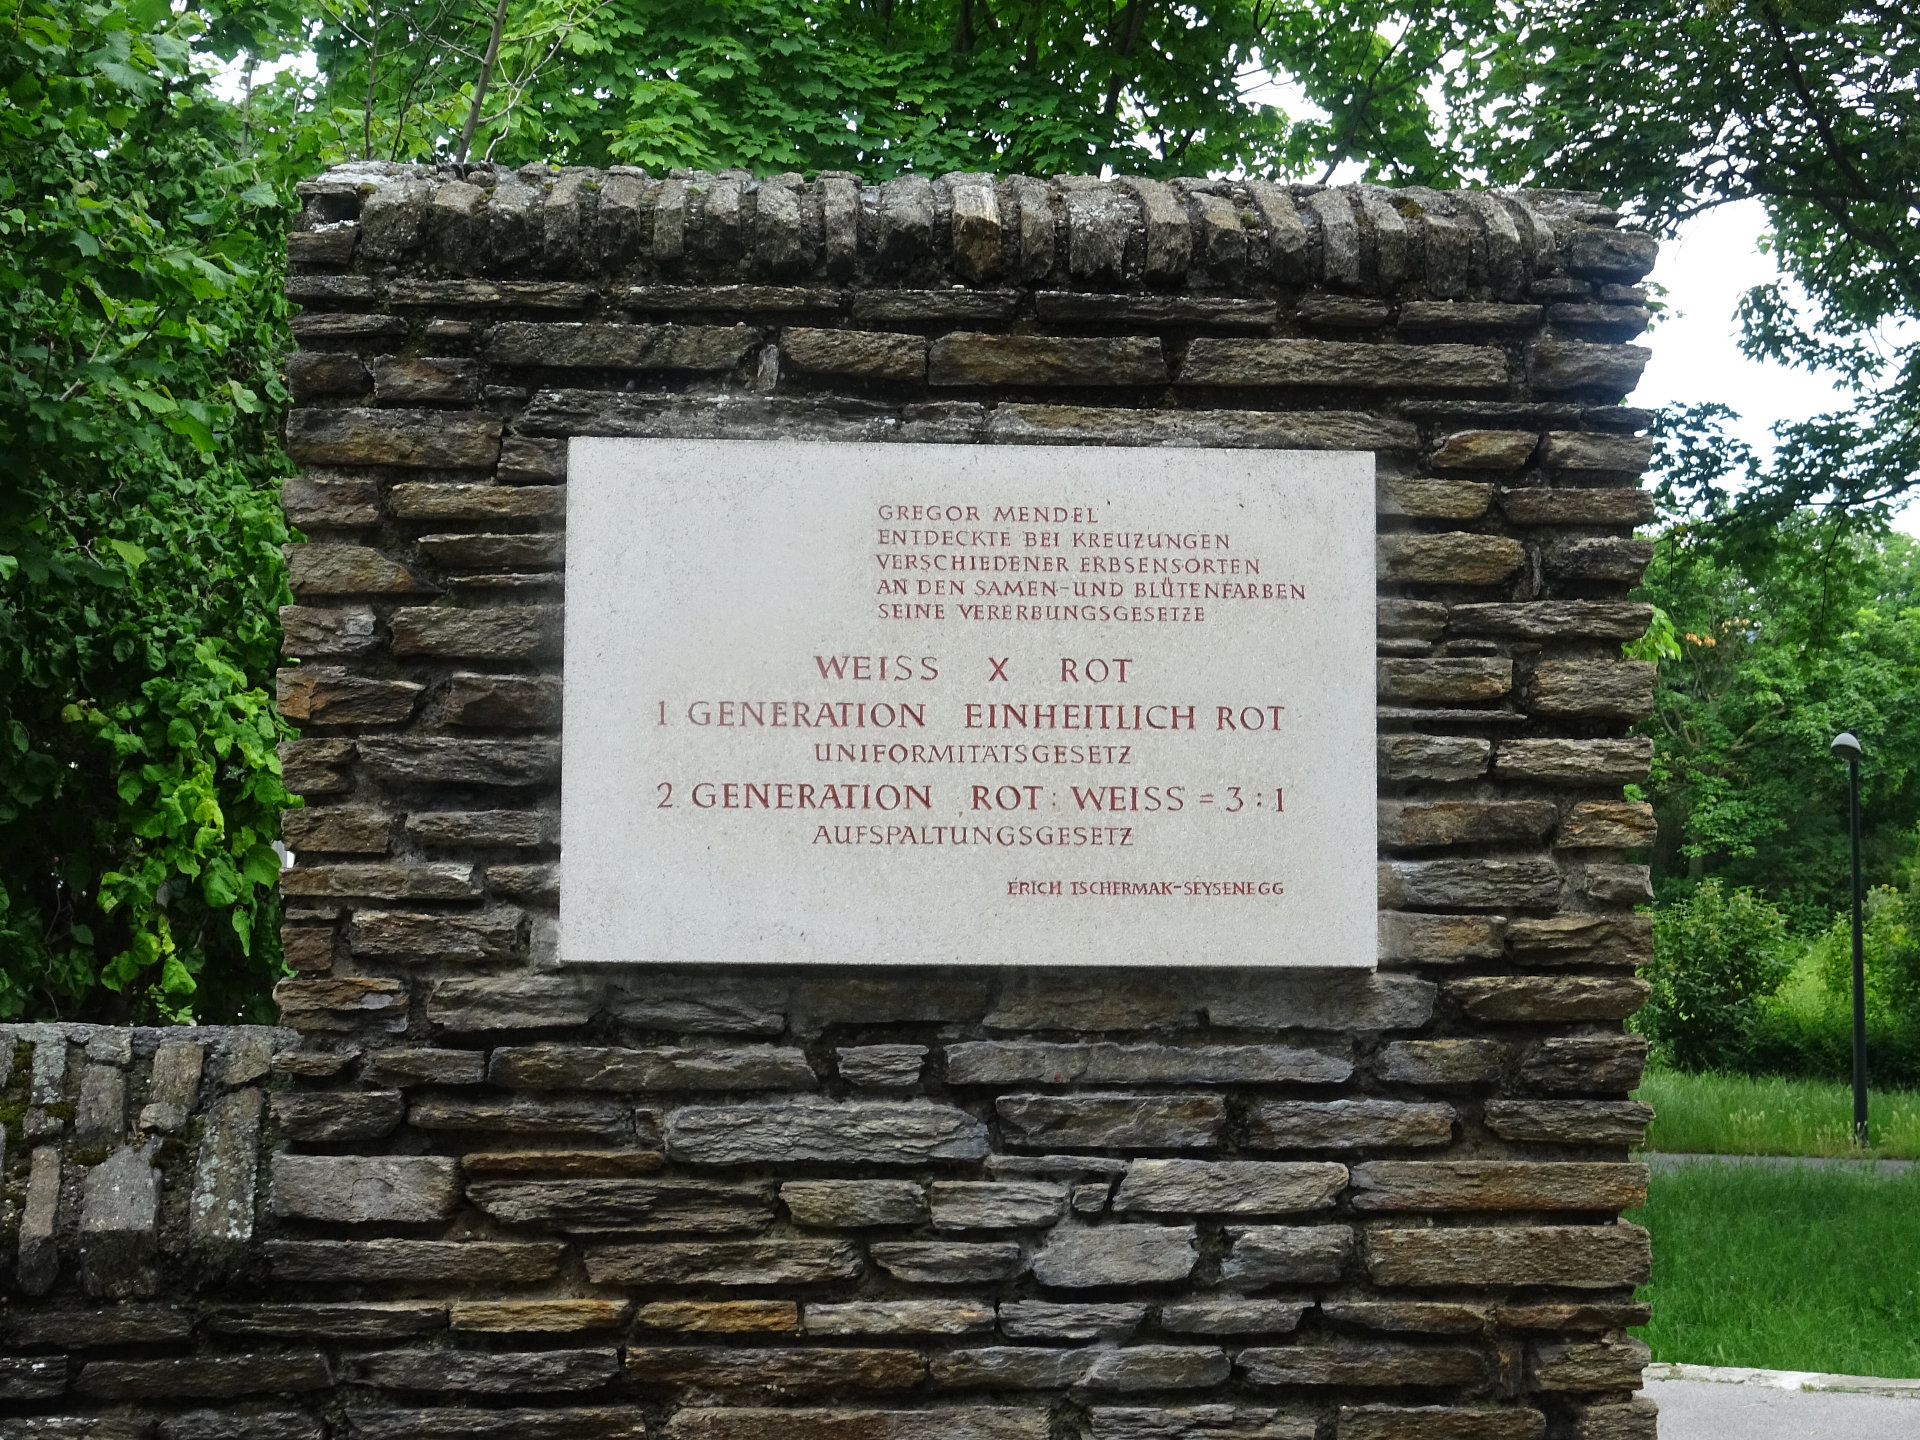 GREGOR MENDEL
ENTDECKTE BEI KREUZUNGEN
VERSCHIEDENER ERBSENSORTEN
AN DEN SAMEN-UND BLÜTENFARBEN
SEINE VERERBUNGSGESETZE
WEISS X ROT
1 GENERATION EINHEITLICH ROT
UNIFORMITÄTSGESETZ
2 GENERATION ROT : WEISS = 3 : 1
AUFSPALTUNGSGESETZ
ERICH TSCHERMAK-SEYSENEGG